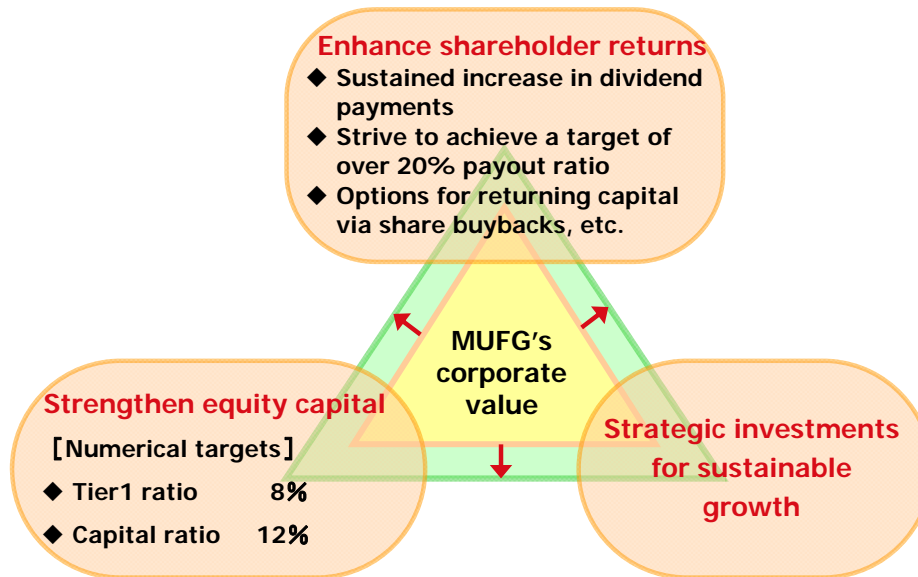 Enhance shareholder returns
◆ Sustained increase in dividend
payments
◆ Strive to achieve a target of
over 20% payout ratio
◆ Options for returning capital
via share buybacks, etc.
MUFG's
corporate
value
Strengthen equity capital
[Numerical targets]
◆ Tier1 ratio 8%
◆ Capital ratio 12%
Strategic investments
for sustainable
growth